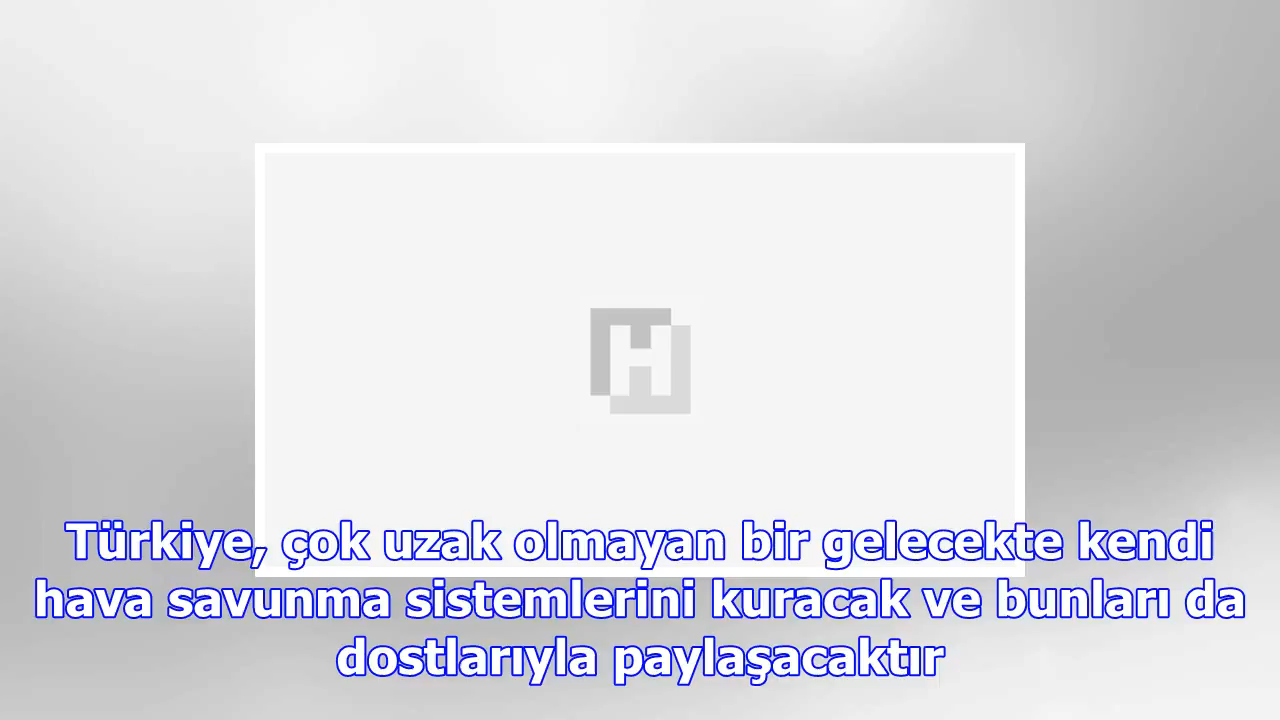 H
Türkiye, çok uzak olmayan bir gelecekte kendi
hava savunma sistemlerini kuracak ve bunları da
dostlarıyla paylaşacaktır